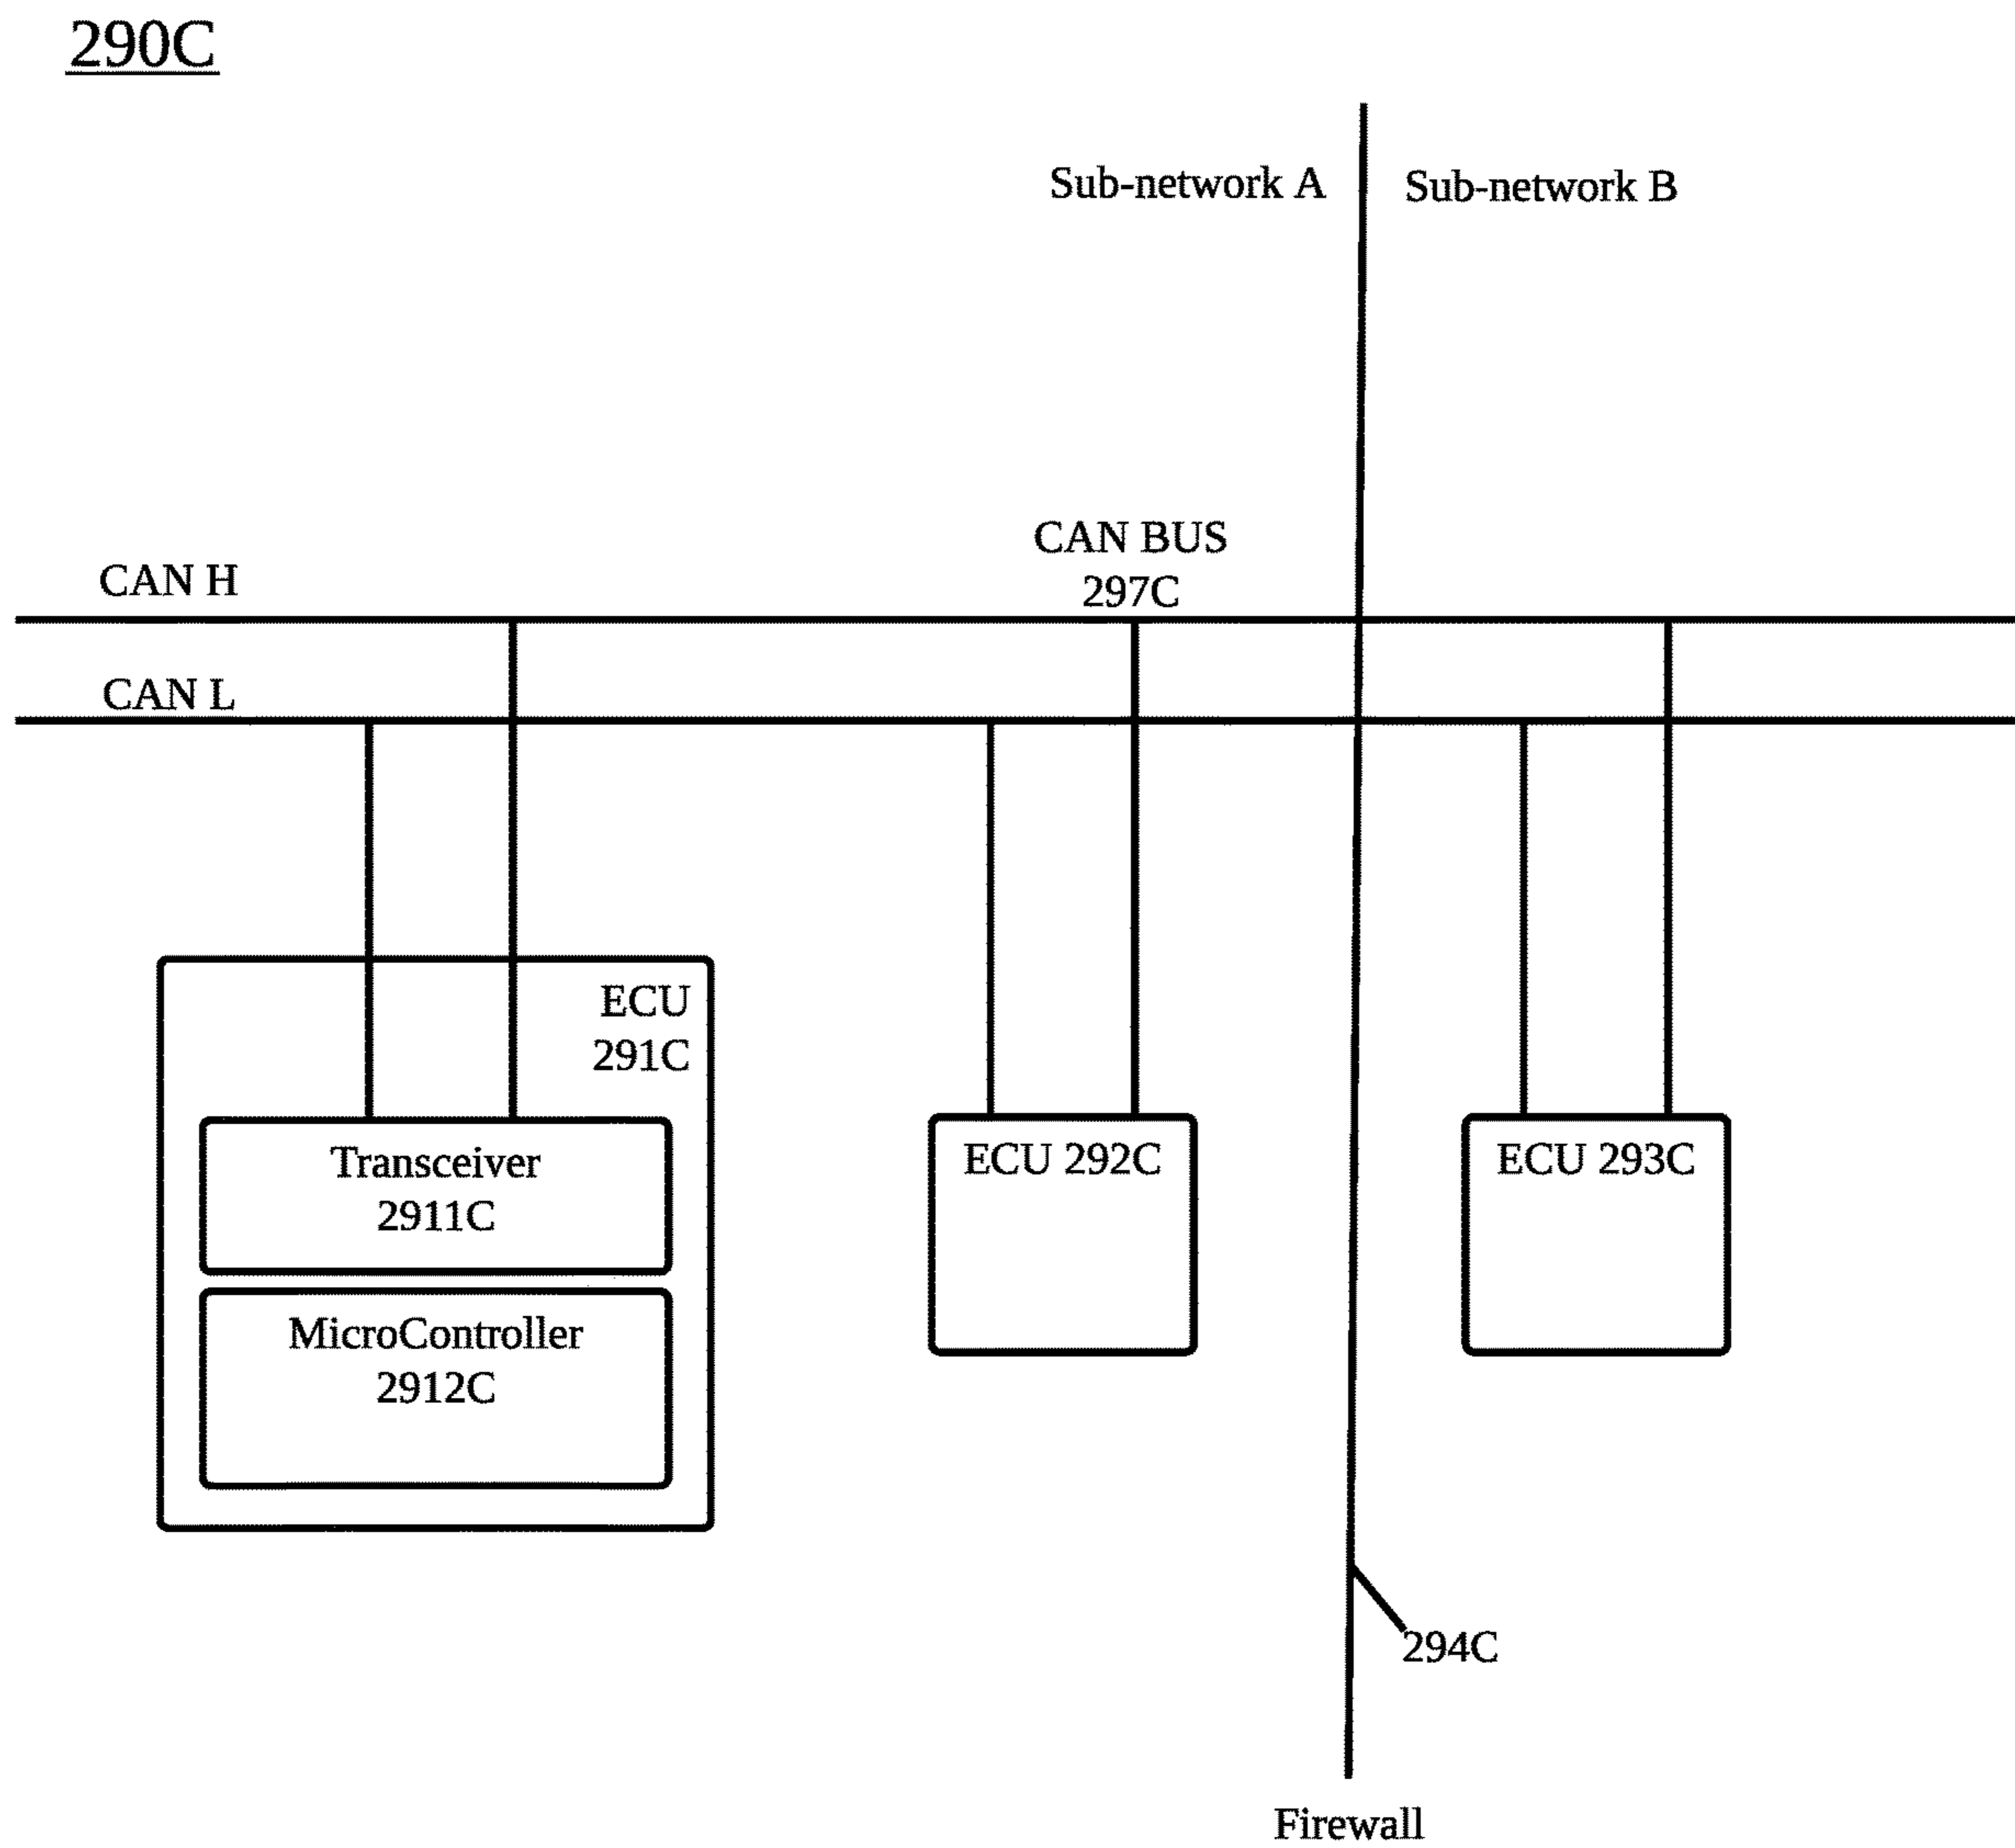 290C
Sub-network A
Sub-network B
CAN BUS
297C
CAN H
CAN L
ECU
291C
Transceiver
2911C
MicroController
2912C
ECU 292C
ECU 293C
294C
Firewall